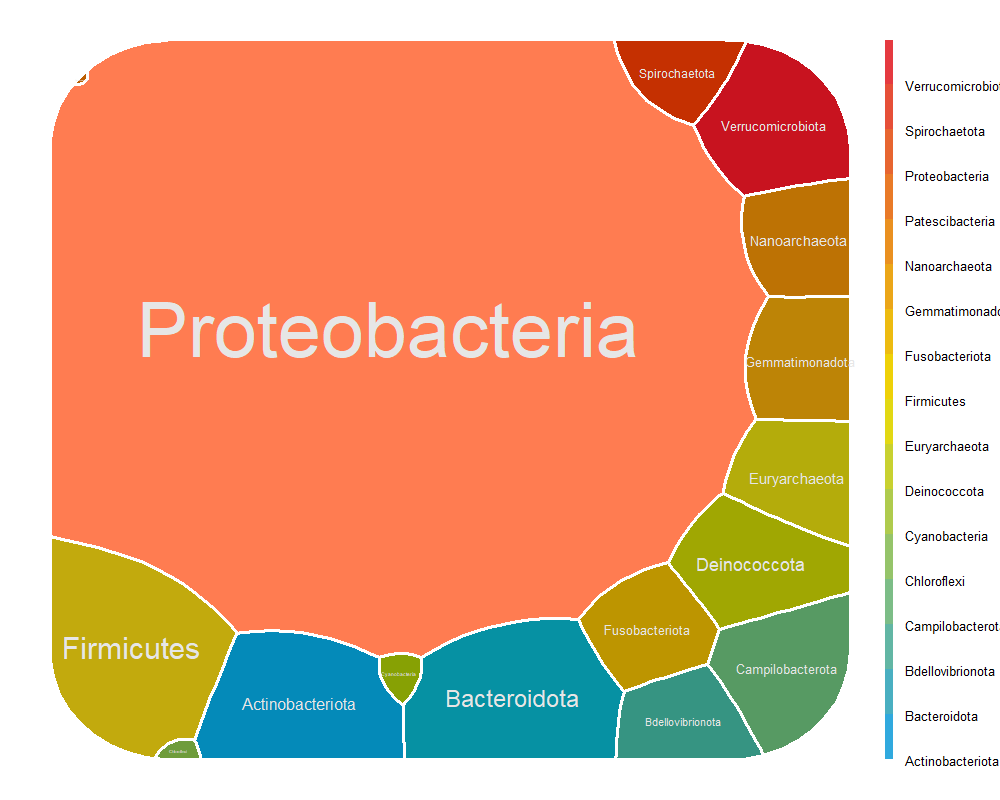 Spirochaetota
Verrucomicrobiota
Nanoarchaeota
Proteobacteria
Gemmatimonadota
Euryarchaeota
Deinococcota
Fusobacteriota
Firmicutes
Campilobacterota
Cyanobacteria
Bacteroidota
Actinobacteriota
Bdellovibrionota
Chloroflexi
Verrucomicrobiot
Spirochaetota
Proteobacteria
Patescibacteria
Nanoarchaeota
Gemmatimonado
Fusobacteriota
Firmicutes
Euryarchaeota
Deinococcota
Cyanobacteria
Chloroflexi
Campilobacterota
Bdellovibrionota
Bacteroidota
Actinobacteriota